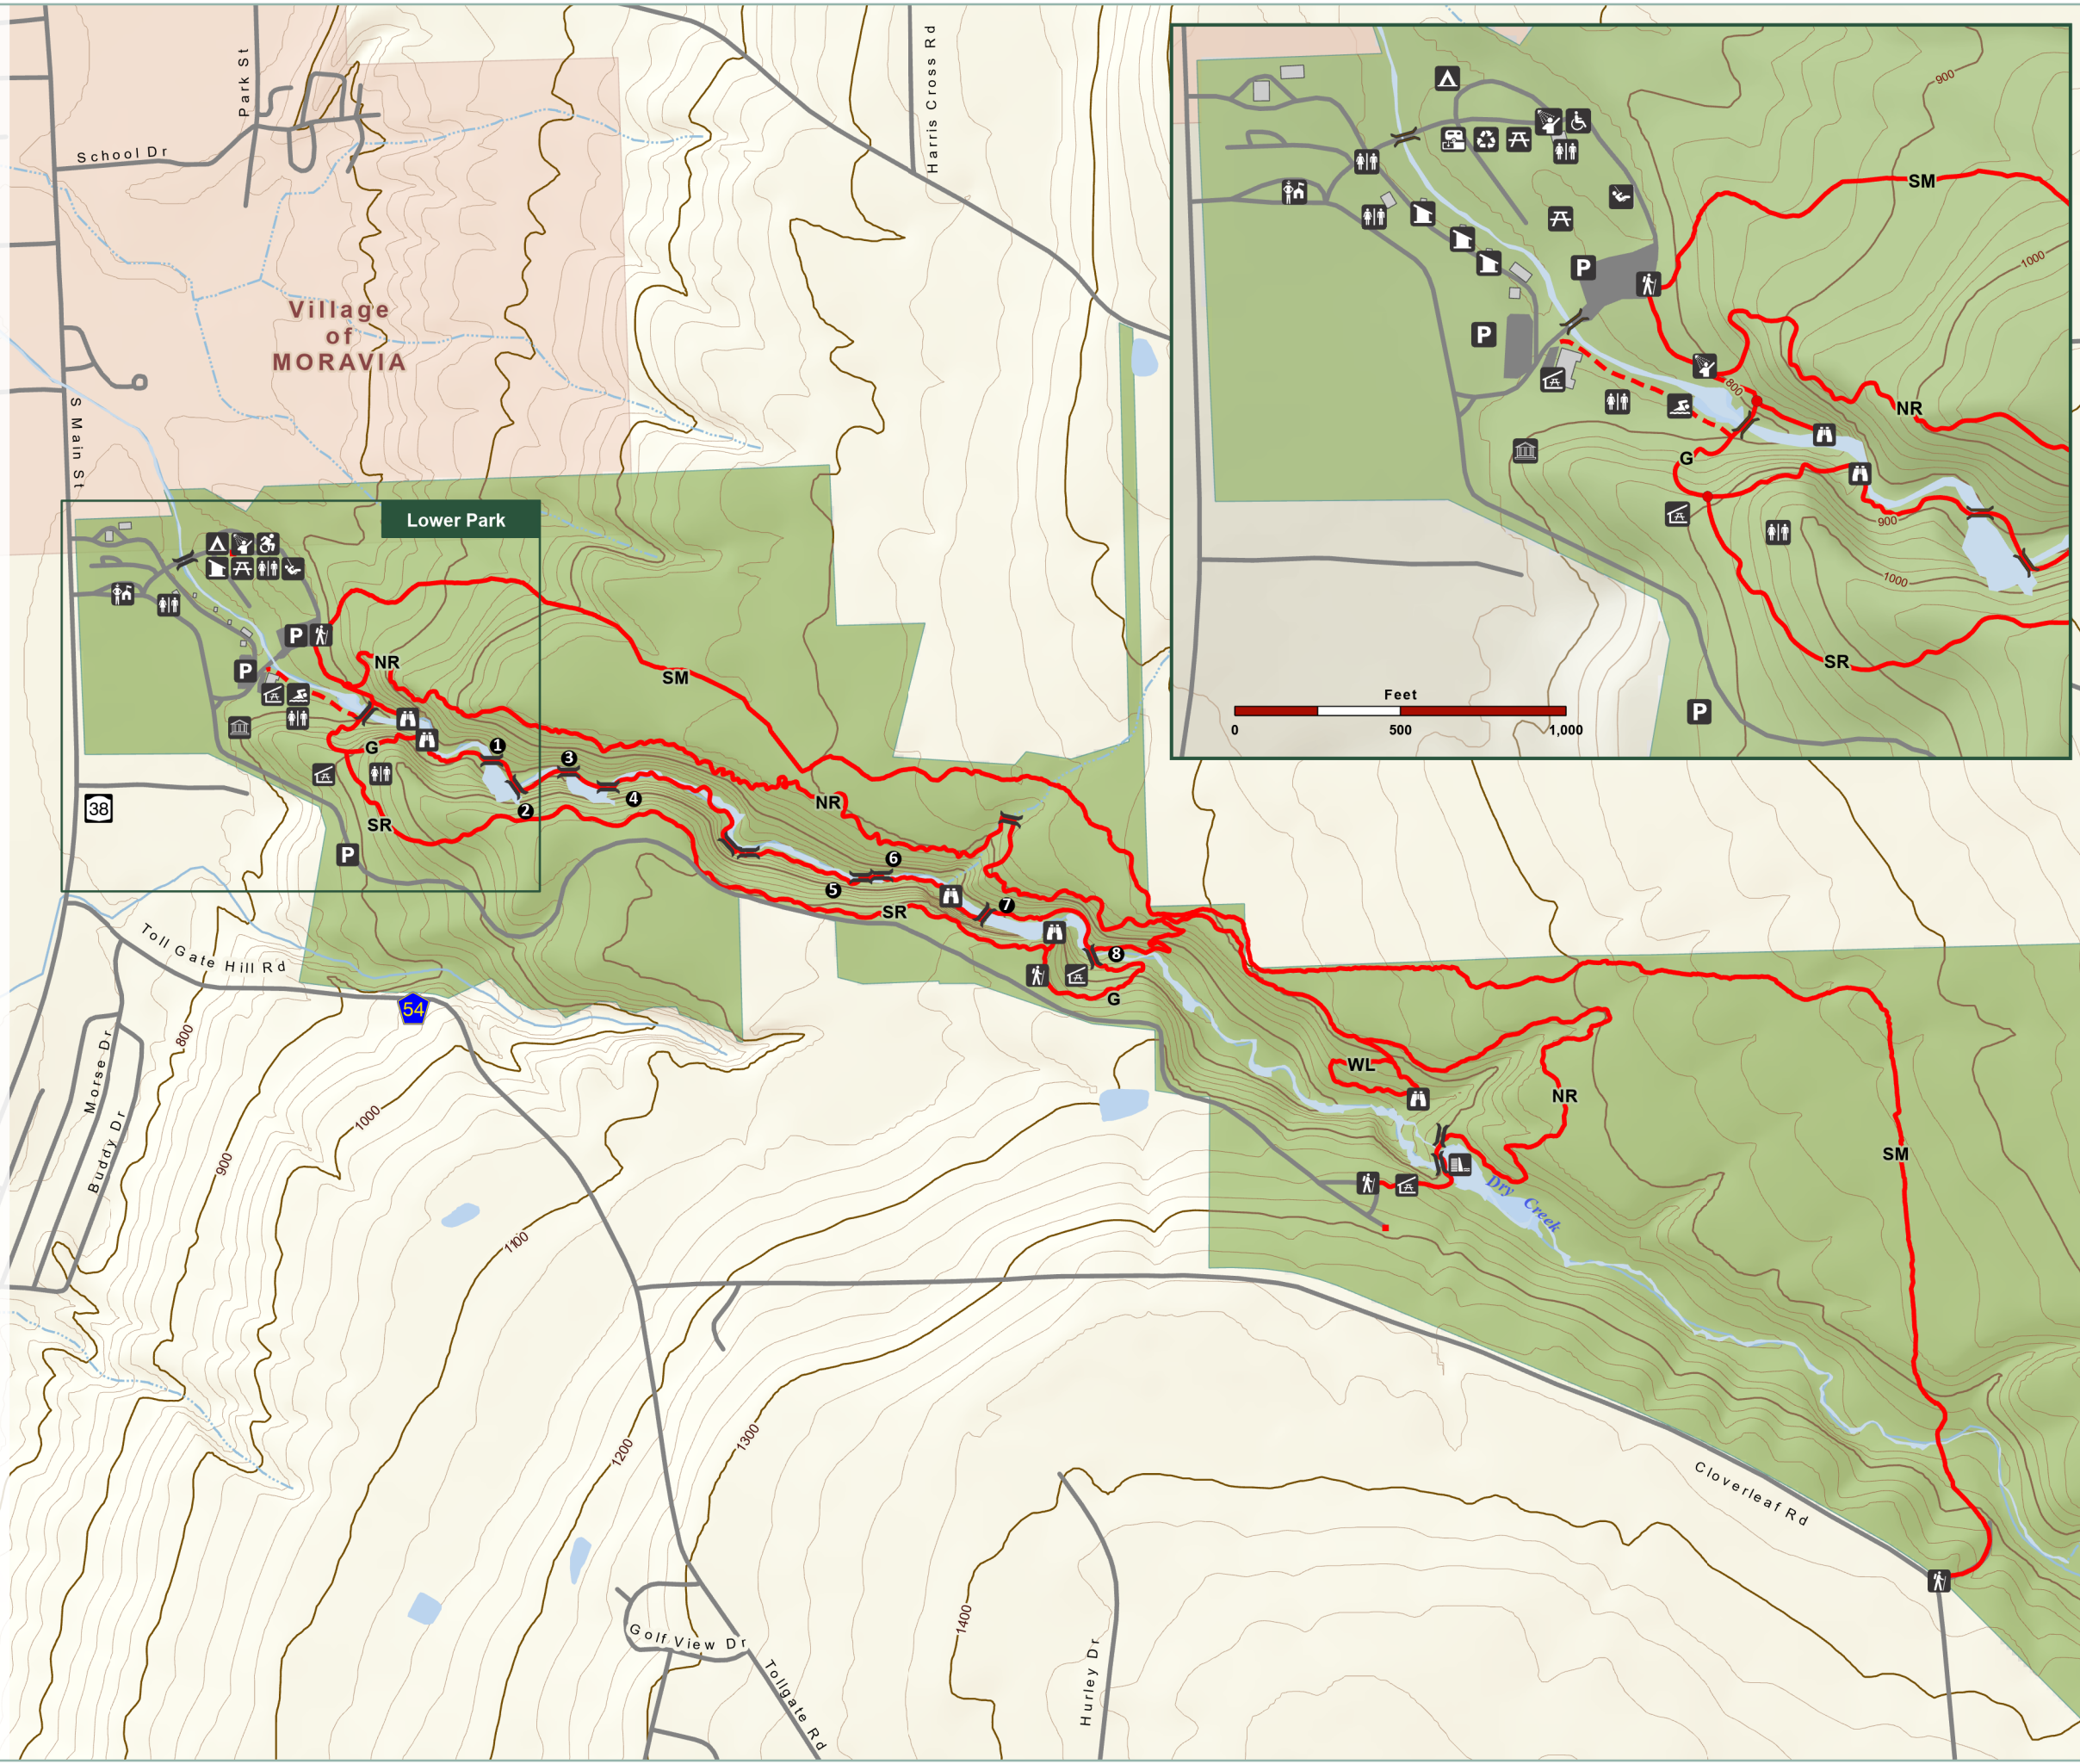 Park St
School Dr
Harris Cross Rd
Village
of
MORAVIA
S Main St
Lower Park
NR
SM
G
SR
P
P
P
38
1
2
3
4
NR
5
6
SR
7
8
G
Toll Gate Hill Rd
54
Morse Dr
Buddy Dr
800
900
1000
1100
1200
1300
1400
WL
NR
SM
Dry Creek
Cloverleaf Rd
Golf View Dr
Tollgate Rd
Hurley Dr
900
SM
1000
P
P
800
NR
G
900
1000
SR
P
Feet
0 500 1,000